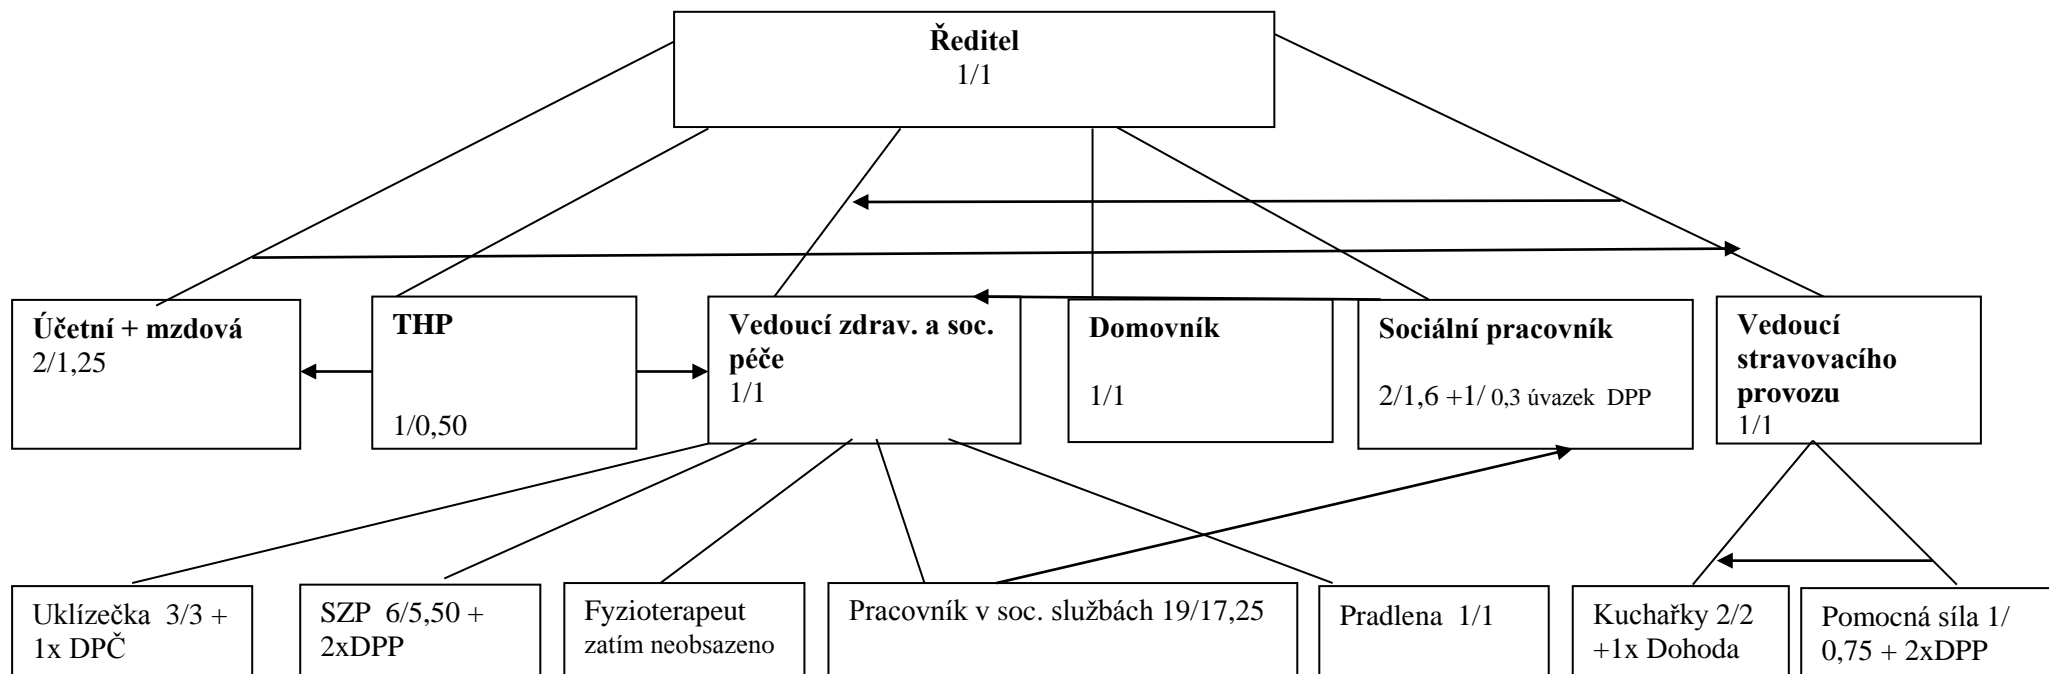 Ředitel
1/1
Účetní + mzdová
2/1,25
THP
1/0,50
Vedoucí zdrav. a soc.
péče
1/1
Domovník
1/1
Sociální pracovník
2/1,6 +1/ 0,3 úvazek DPP
Vedoucí
stravovacího
provozu
1/1
Uklízečka 3/3 +
1x DPČ
SZP 6/5,50 +
2xDPP
Fyzioterapeut
zatím neobsazeno
Pracovník v soc. službách 19/17,25
Pradlena 1/1
Kuchařky 2/2
+1x Dohoda
Pomocná síla 1/
0,75 + 2xDPP